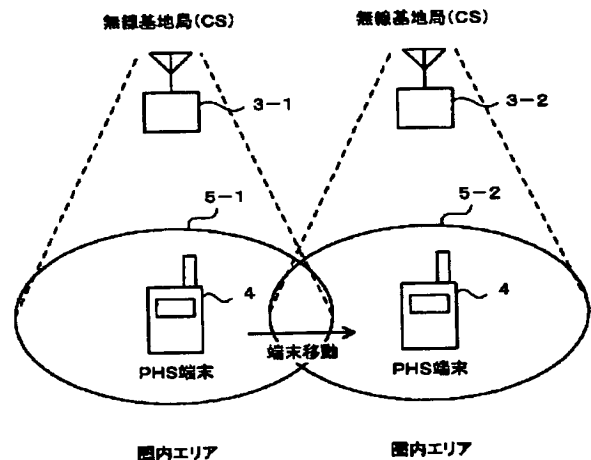 無線基地局(CS)
無線基地局(CS)
3-1
3-2
5-1
5-2
4
4
端末移動
PHS端末
PHS端末
圏内エリア
圏内エリア